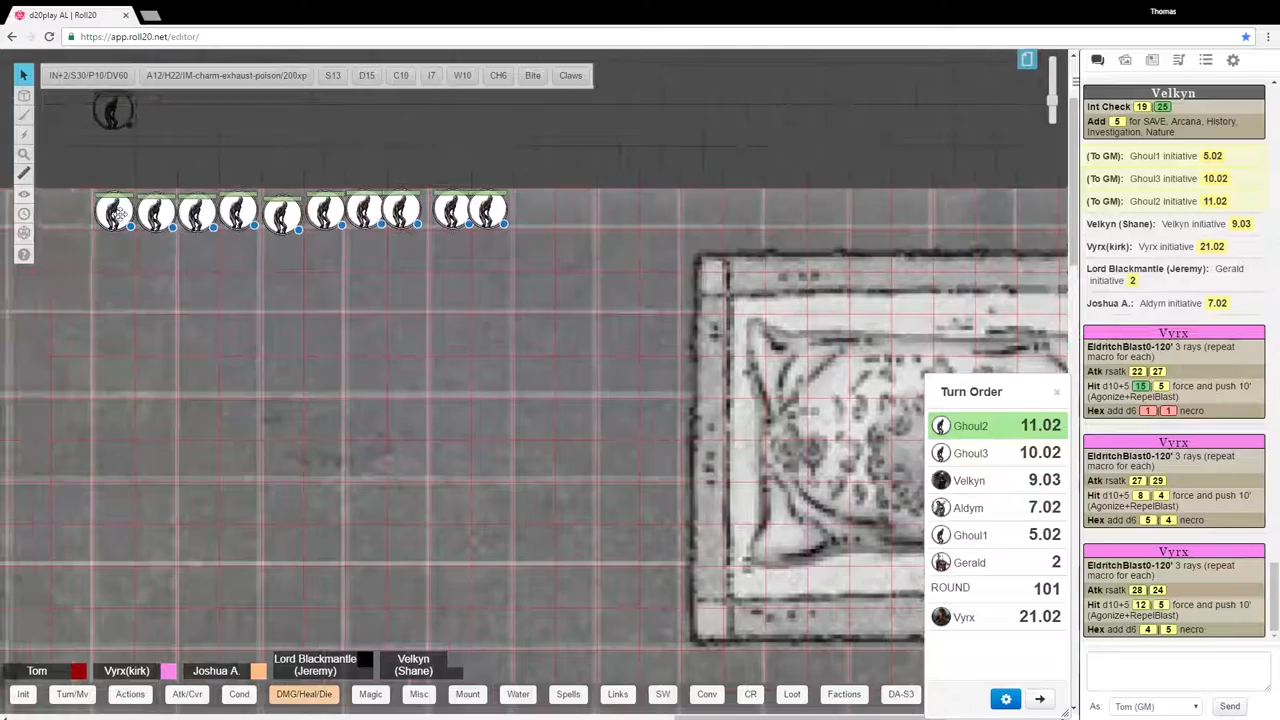 d20play AL | Roll20
Thomas
https://app.roll20.net/editor/
IN+2/S30/P10/DV60
A12/H22/IM-charm-exhaust-poison/200xp
S13
D15
C10
I7
W10
CH6
Bite
Claws
Velkyn
Int Check 19 25
Add 5 for SAVE, Arcana, History,
Investigation, Nature
(To GM) Ghoul1 initiative 5.02
(To GM) Ghoul3 initiative 10.02
(To GM) Ghoul2 initiative 11.02
Velkyn (Shane): Velkyn initiative 9.03
Vyrx(kirk): Vyrx initiative 21.02
Lord Blackmantle (Jeremy): Gerald
initiative 2
Joshua A.: Aldym initiative 7.02
Vyrx
EldritchBlast0-120' 3 rays (repeat
macro for each)
Atk rsatk 22 27
Hit d10+5 15 5 force and push 10'
(Agonize+RepelBlast)
Hex add d6 1 1 necro
Vyrx
EldritchBlast0-120' 3 rays (repeat
macro for each)
Atk rsatk 27 29
Hit d10+5 8 4 force and push 10'
(Agonize+RepelBlast)
Hex add d6 5 4 necro
Vyrx
EldritchBlast0-120' 3 rays (repeat
macro for each)
Atk rsatk 28 24
Hit d10+5 12 5 force and push 10'
(Agonize+RepelBlast)
Hex add d6 4 5 necro
Turn Order
Ghoul2 11.02
Ghoul3 10.02
Velkyn 9.03
Aldym 7.02
Ghoul1 5.02
Gerald 2
ROUND 101
Vyrx 21.02
Tom
Vyrx(kirk)
Joshua A.
Lord Blackmantle
(Jeremy)
Velkyn
(Shane)
Init
Turn/Mv
Actions
Atk/Cvr
Cond
DMG/Heal/Die
Magic
Misc
Mount
Water
Spells
Links
SW
Conv
CR
Loot
Factions
DA-S3
As: Tom (GM)
Send